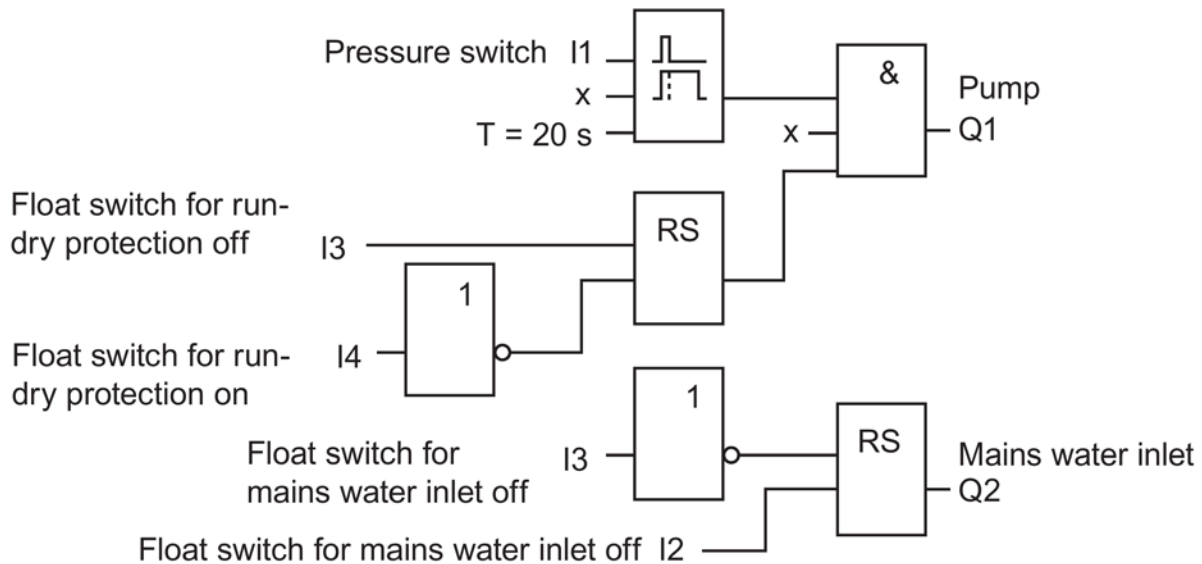 Pressure switch I1
x
T = 20 s
&
x
Pump
Q1
Float switch for run-
dry protection off
I3
RS
1
Float switch for run-
dry protection on
I4
1
Float switch for
mains water inlet off
I3
RS
Mains water inlet
Q2
Float switch for mains water inlet off I2